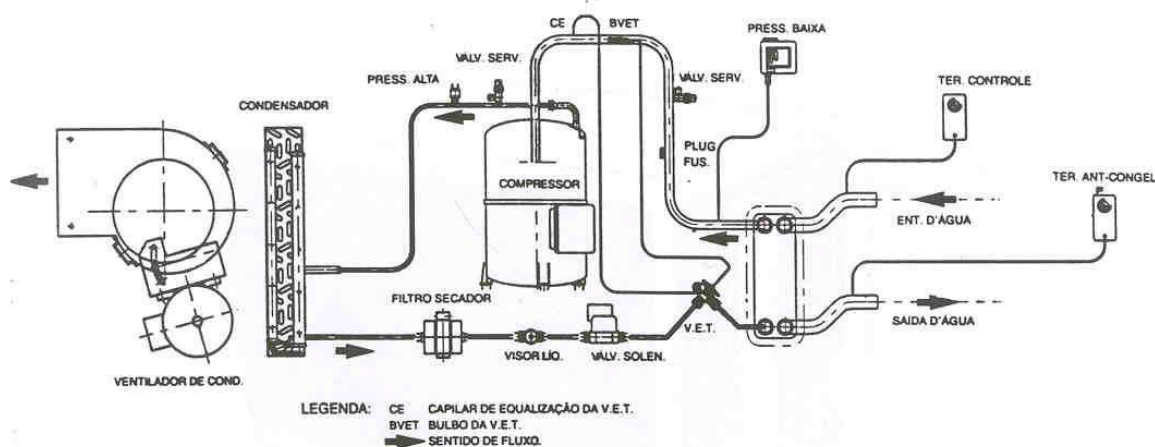 CE BVET
PRESS. BAIXA
VALV. SERV.
VALV. SERV.
PRESS. ALTA
TER. CONTROLE
CONDENSADOR
PLUG
FUS.
COMPRESSOR
TER. ANT-CONGEL
ENT. D'ÁGUA
FILTRO SECADOR
V.E.T.
SAIDA D'ÁGUA
VISOR LÍQ.
VÁLV. SOLEN.
VENTILADOR DE COND.
LEGENDA: CE CAPILAR DE EQUALIZAÇÃO DA V.E.T.
BVET BULBO DA V.E.T.
SENTIDO DE FLUXO.